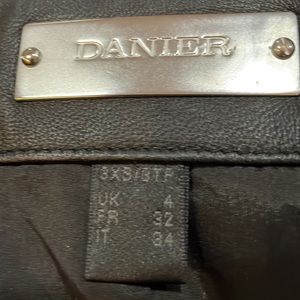 DANIER
3XS/3TP
UK 4
FR 32
IT 34